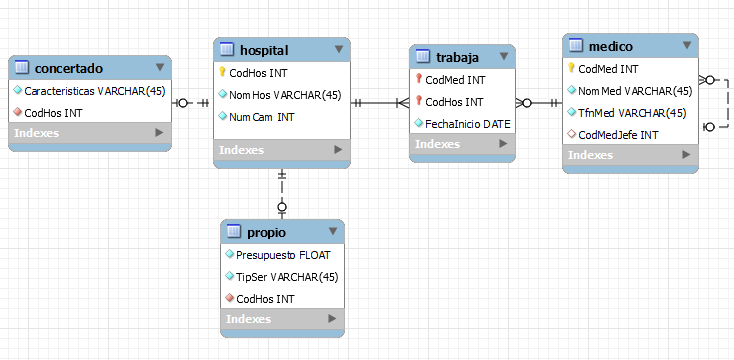 concertado
Caracteristicas VARCHAR(45)
CodHos INT
Indexes
hospital
CodHos INT
NomHos VARCHAR(45)
NumCam INT
Indexes
trabaja
CodMed INT
CodHos INT
FechaInicio DATE
Indexes
medico
CodMed INT
NomMed VARCHAR(45)
TfnMed VARCHAR(45)
CodMedJefe INT
Indexes
propio
Presupuesto FLOAT
TipSer VARCHAR(45)
CodHos INT
Indexes